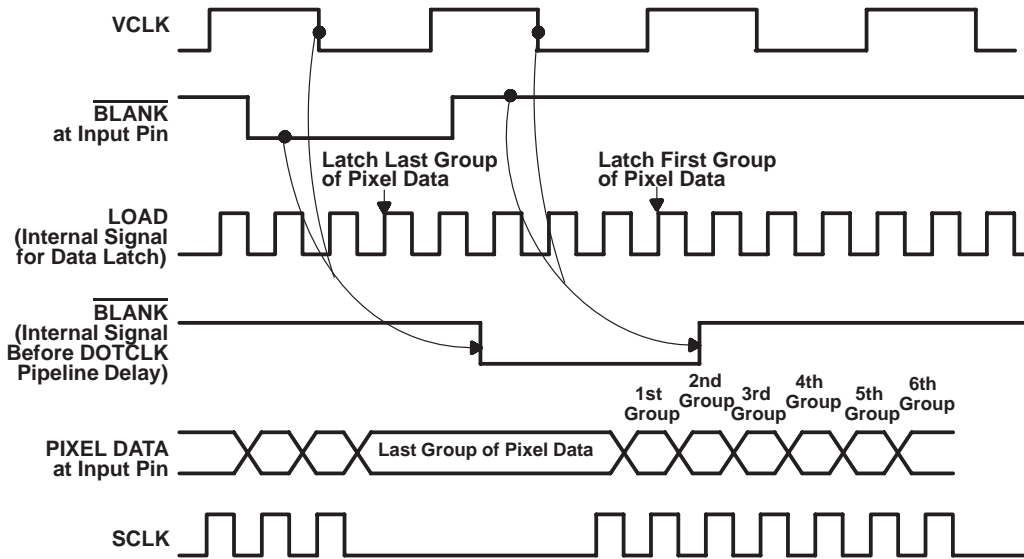 VCLK
BLANK
at Input Pin
Latch Last Group
of Pixel Data
Latch First Group
of Pixel Data
LOAD
(Internal Signal
for Data Latch)
BLANK
(Internal Signal
Before DOTCLK
Pipeline Delay)
1st
Group
2nd
Group
3rd
Group
4th
Group
5th
Group
6th
Group
PIXEL DATA
at Input Pin
Last Group of Pixel Data
SCLK